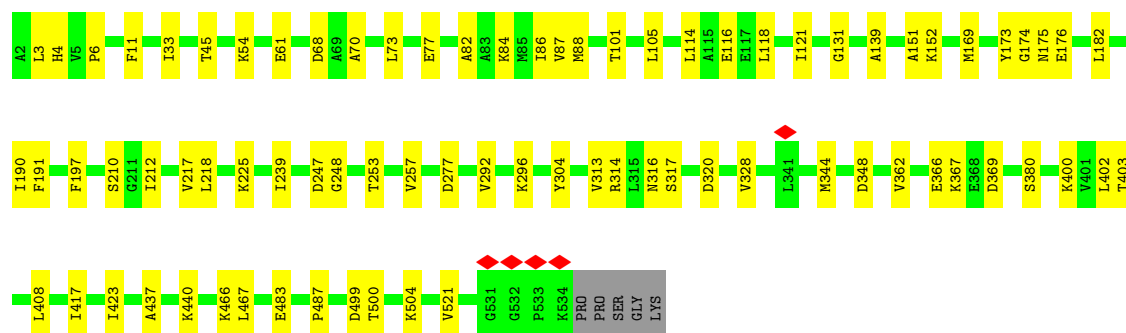 A2 L3 H4 V5 P6 F11 I33 T45 K54 E61 D68 A69 A70 L73 E77 A82 A83 K84 M85 I86 V87 M88 T101 L105 L114 A115 E116 E117 L118 I121 G131 A139 A151 K152 M169 Y173 G174 N175 E176 L182
I190 F191 F197 S210 G211 I212 V217 L218 K225 I239 D247 G248 T253 V257 D277 V292 K296 Y304 V313 R314 L315 N316 S317 D320 V328 L341 M344 D348 V362 E366 K367 E368 D369 S380 K400 V401 L402 T403
L408 I417 I423 A437 K440 K466 L467 E483 P487 D499 T500 K504 V521 G531 G532 P533 K534 PRO PRO SER GLY LYS